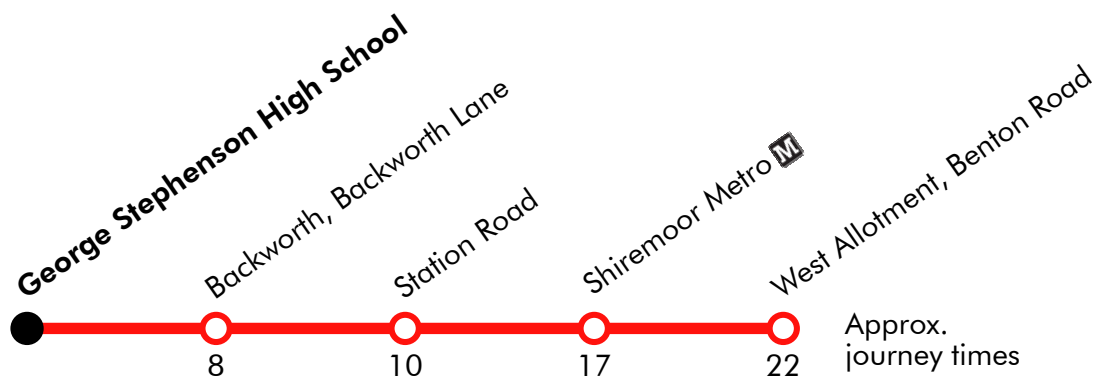 George Stephenson High School
Backworth, Backworth Lane
Station Road
Shiremoor Metro M
West Allotment, Benton Road
8
10
17
22
Approx.
journey times